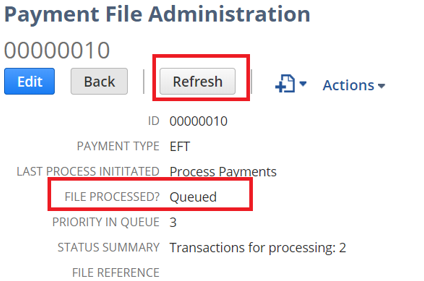 Payment File Administration
00000010
Edit Back Refresh Actions
ID 00000010
PAYMENT TYPE EFT
LAST PROCESS INITITATED Process Payments
FILE PROCESSED? Queued
PRIORITY IN QUEUE 3
STATUS SUMMARY Transactions for processing: 2
FILE REFERENCE